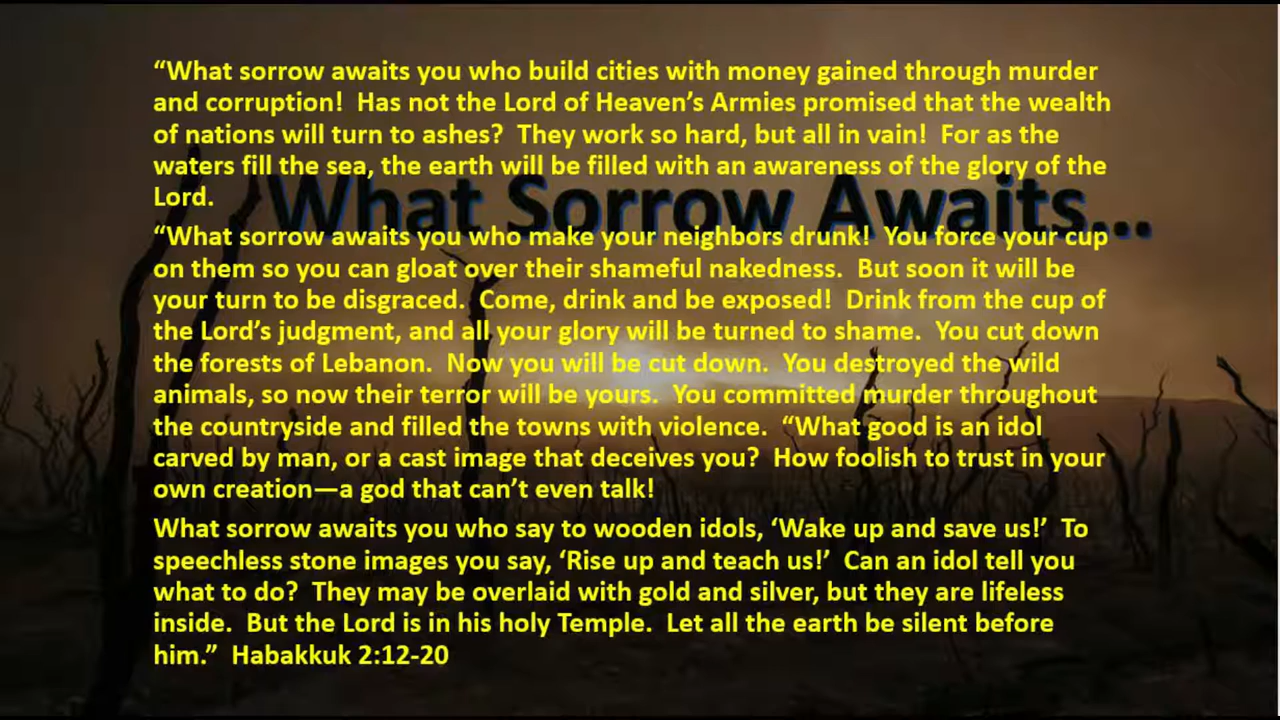 “What sorrow awaits you who build cities with money gained through murder
and corruption!  Has not the Lord of Heaven’s Armies promised that the wealth
of nations will turn to ashes?  They work so hard, but all in vain!  For as the
waters fill the sea, the earth will be filled with an awareness of the glory of the
Lord.
What Sorrow Awaits...
“What sorrow awaits you who make your neighbors drunk!  You force your cup
on them so you can gloat over their shameful nakedness.  But soon it will be
your turn to be disgraced.  Come, drink and be exposed!  Drink from the cup of
the Lord’s judgment, and all your glory will be turned to shame.  You cut down
the forests of Lebanon.  Now you will be cut down.  You destroyed the wild
animals, so now their terror will be yours.  You committed murder throughout
the countryside and filled the towns with violence.  “What good is an idol
carved by man, or a cast image that deceives you?  How foolish to trust in your
own creation—a god that can’t even talk!
What sorrow awaits you who say to wooden idols, ‘Wake up and save us!’  To
speechless stone images you say, ‘Rise up and teach us!’  Can an idol tell you
what to do?  They may be overlaid with gold and silver, but they are lifeless
inside.  But the Lord is in his holy Temple.  Let all the earth be silent before
him.”  Habakkuk 2:12-20